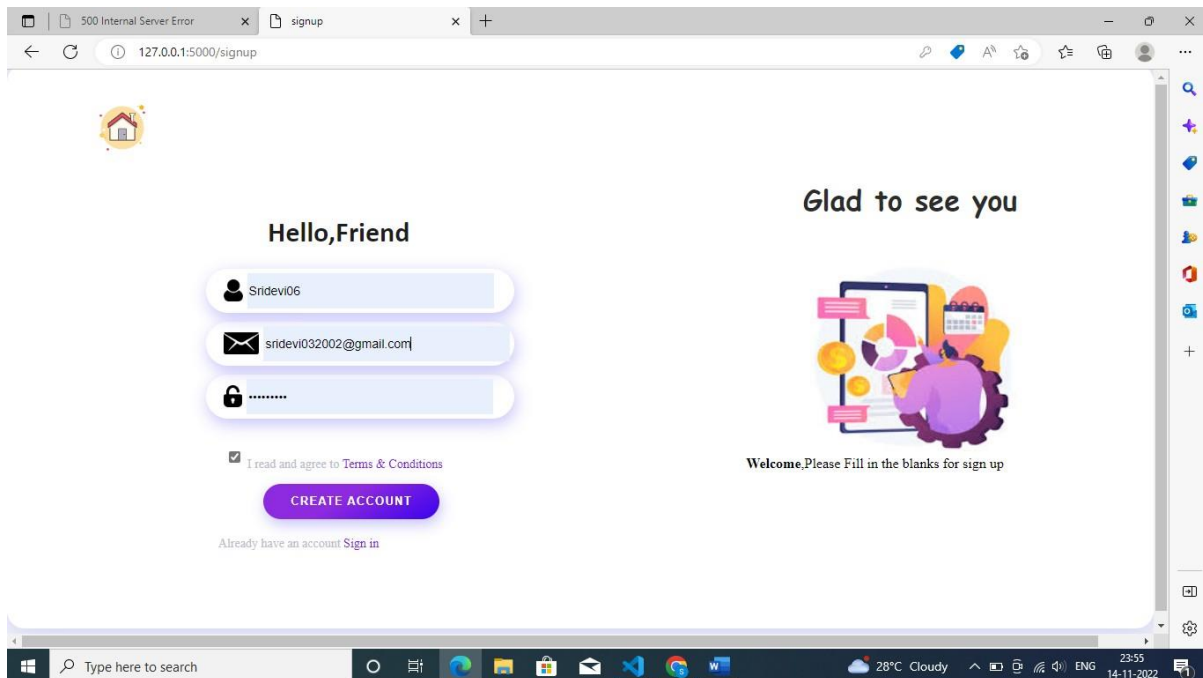 500 Internal Server Error
signup
127.0.0.1:5000/signup
Glad to see you
Hello,Friend
Sridevi06
sridevi032002@gmail.com
•••••••••
I read and agree to Terms & Conditions
Welcome,Please Fill in the blanks for sign up
CREATE ACCOUNT
Already have an account Sign in
Type here to search
28°C Cloudy
ENG
23:55
14-11-2022